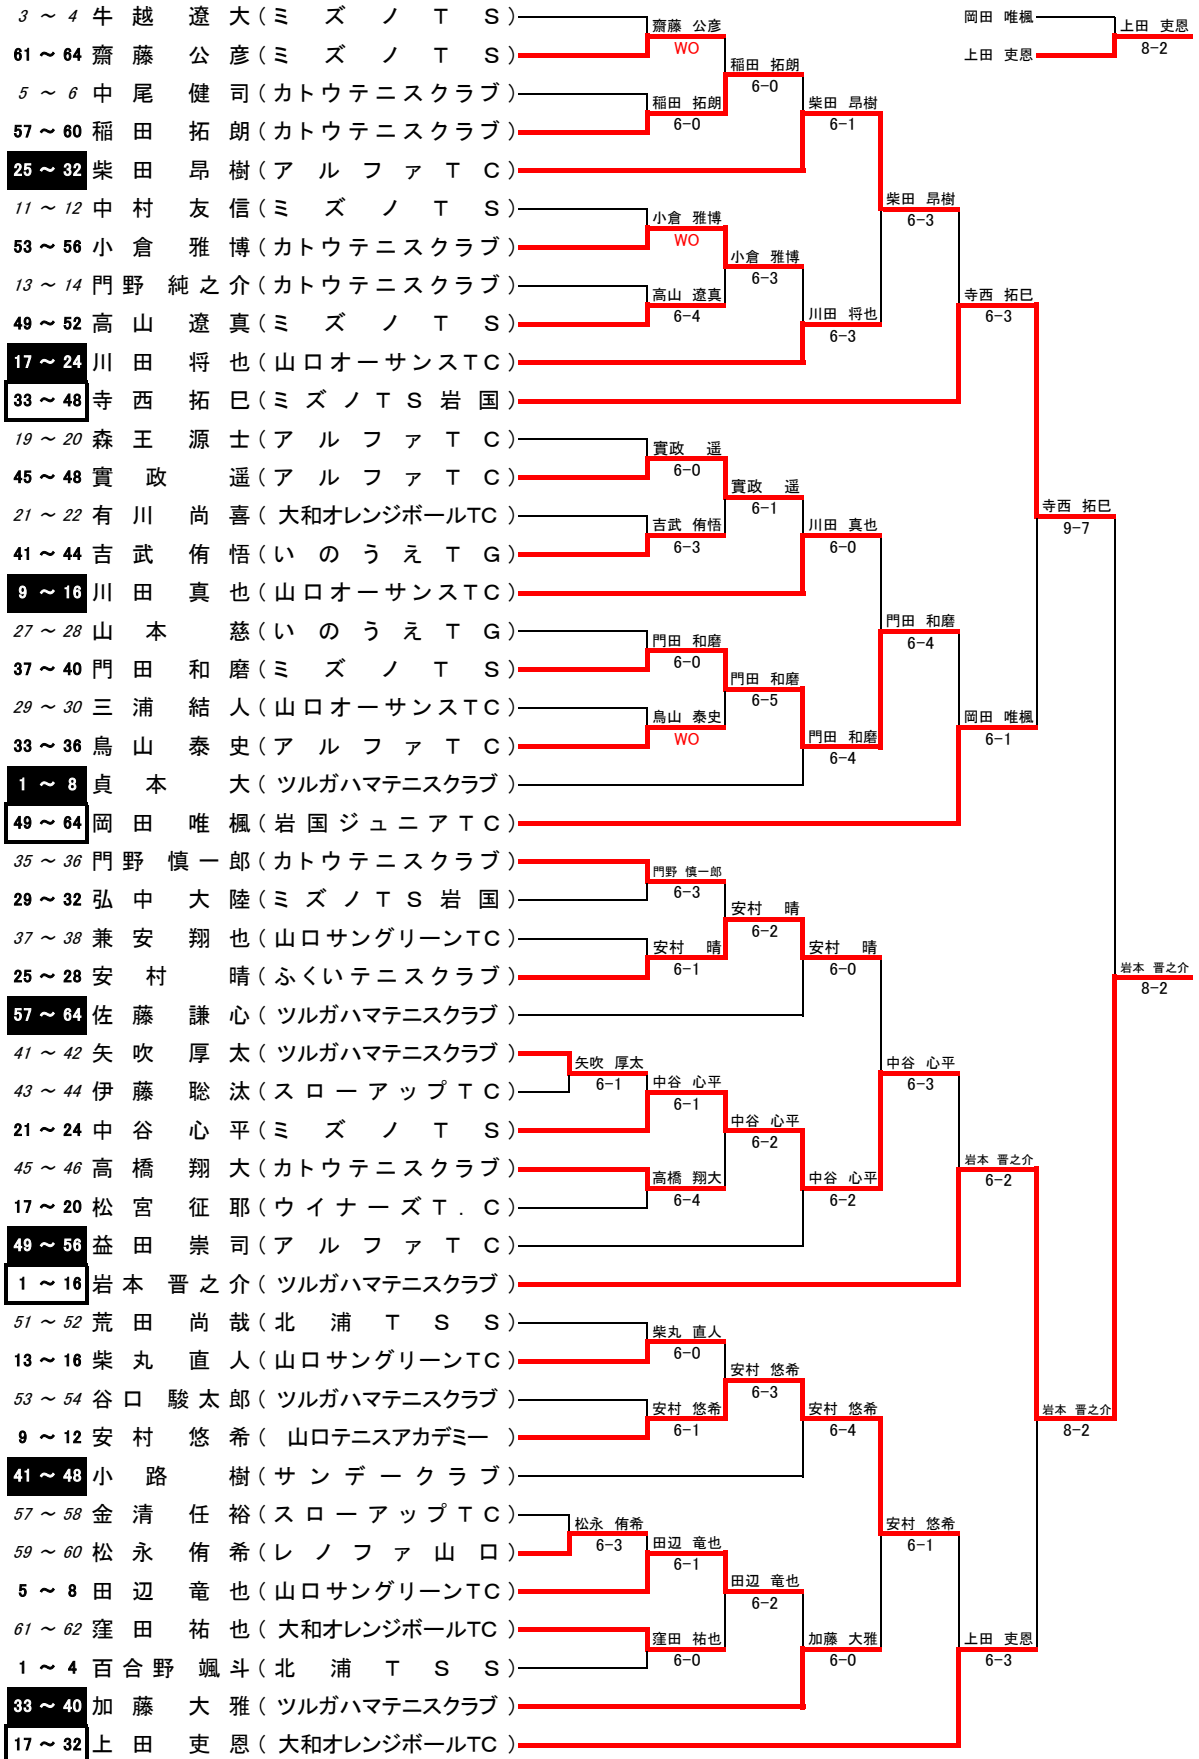 3 ～ 4 牛越 遼大 (ミズノTS)
61 ～ 64 齋藤 公彦 (ミズノTS)
5 ～ 6 中尾 健司 (カトウテニスクラブ)
57 ～ 60 稲田 拓朗 (カトウテニスクラブ)
25 ～ 32 柴田 昂樹 (アルファTC)
11 ～ 12 中村 友信 (ミズノTS)
53 ～ 56 小倉 雅博 (カトウテニスクラブ)
13 ～ 14 門野 純之介 (カトウテニスクラブ)
49 ～ 52 高山 遼真 (ミズノTS)
17 ～ 24 川田 将也 (山口オーサンスTC)
33 ～ 48 寺西 拓巳 (ミズノTS岩国)
19 ～ 20 森王 源士 (アルファTC)
45 ～ 48 實政 遥 (アルファTC)
21 ～ 22 有川 尚喜 (大和オレンジボールTC)
41 ～ 44 吉武 侑悟 (いのうえTG)
9 ～ 16 川田 真也 (山口オーサンスTC)
27 ～ 28 山本 慈 (いのうえTG)
37 ～ 40 門田 和磨 (ミズノTS)
29 ～ 30 三浦 結人 (山口オーサンスTC)
33 ～ 36 鳥山 泰史 (アルファTC)
1 ～ 8 貞本 大 (ツルガハマテニスクラブ)
49 ～ 64 岡田 唯楓 (岩国ジュニアTC)
35 ～ 36 門野 慎一郎 (カトウテニスクラブ)
29 ～ 32 弘中 大陸 (ミズノTS岩国)
37 ～ 38 兼安 翔也 (山口サングリーンTC)
25 ～ 28 安村 晴 (ふくいテニスクラブ)
57 ～ 64 佐藤 謙心 (ツルガハマテニスクラブ)
41 ～ 42 矢吹 厚太 (ツルガハマテニスクラブ)
43 ～ 44 伊藤 聡汰 (スローアップTC)
21 ～ 24 中谷 心平 (ミズノTS)
45 ～ 46 高橋 翔大 (カトウテニスクラブ)
17 ～ 20 松宮 征耶 (ウイナーズT.C)
49 ～ 56 益田 崇司 (アルファTC)
1 ～ 16 岩本 晋之介 (ツルガハマテニスクラブ)
51 ～ 52 荒田 尚哉 (北浦TSS)
13 ～ 16 柴丸 直人 (山口サングリーンTC)
53 ～ 54 谷口 駿太郎 (ツルガハマテニスクラブ)
9 ～ 12 安村 悠希 (山口テニスアカデミー)
41 ～ 48 小路 樹 (サンデークラブ)
57 ～ 58 金清 任裕 (スローアップTC)
59 ～ 60 松永 侑希 (レノファ山口)
5 ～ 8 田辺 竜也 (山口サングリーンTC)
61 ～ 62 窪田 祐也 (大和オレンジボールTC)
1 ～ 4 百合野 颯斗 (北浦TSS)
33 ～ 40 加藤 大雅 (ツルガハマテニスクラブ)
17 ～ 32 上田 吏恩 (大和オレンジボールTC)
矢吹 厚太
6-1
松永 侑希
6-3
齋藤 公彦
WO
稲田 拓朗
6-0
小倉 雅博
WO
高山 遼真
6-4
實政 遥
6-0
吉武 侑悟
6-3
門田 和磨
6-0
鳥山 泰史
WO
門野 慎一郎
6-3
安村 晴
6-1
中谷 心平
6-1
高橋 翔大
6-4
柴丸 直人
6-0
安村 悠希
6-1
田辺 竜也
6-1
窪田 祐也
6-0
稲田 拓朗
6-0
小倉 雅博
6-3
實政 遥
6-1
門田 和磨
6-5
安村 晴
6-2
中谷 心平
6-2
安村 悠希
6-3
田辺 竜也
6-2
柴田 昂樹
6-1
川田 将也
6-3
川田 真也
6-0
門田 和磨
6-4
安村 晴
6-0
中谷 心平
6-2
安村 悠希
6-4
加藤 大雅
6-0
柴田 昂樹
6-3
門田 和磨
6-4
中谷 心平
6-3
安村 悠希
6-1
寺西 拓巳
6-3
岡田 唯楓
6-1
岩本 晋之介
6-2
上田 吏恩
6-3
寺西 拓巳
9-7
岩本 晋之介
8-2
岩本 晋之介
8-2
岡田 唯楓
上田 吏恩
上田 吏恩
8-2